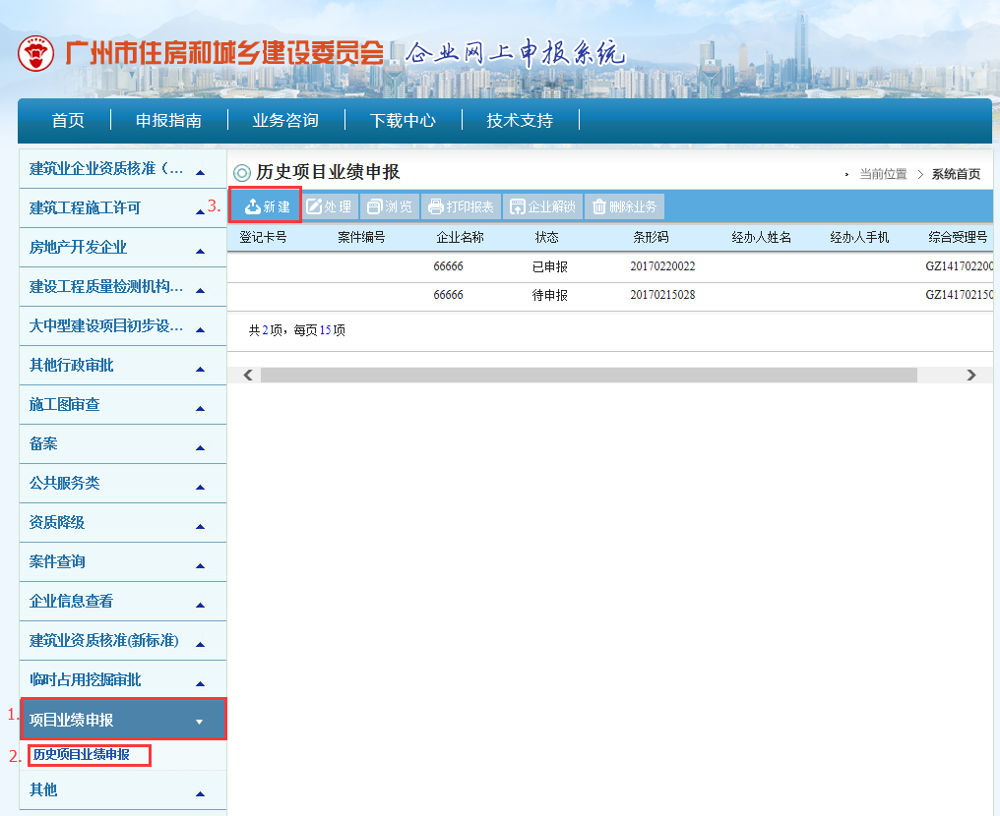 广州市住房和城乡建设委员会 企业网上申报系统
首页 申报指南 业务咨询 下载中心 技术支持
建筑业企业资质核准（...
建筑工程施工许可
房地产开发企业
建设工程质量检测机构...
大中型建设项目初步设...
其他行政审批
施工图审查
备案
公共服务类
资质降级
案件查询
企业信息查看
建筑业资质核准(新标准)
临时占用挖掘审批
1. 项目业绩申报
2. 历史项目业绩申报
其他
历史项目业绩申报
当前位置 > 系统首页
3. 新 建 处 理 浏 览 打印报表 企业解锁 删除业务
登记卡号 案件编号 企业名称 状态 条形码 经办人姓名 经办人手机 综合受理号
66666 已申报 20170220022 GZ141702200
66666 待申报 20170215028 GZ141702150
共2项，每页15项